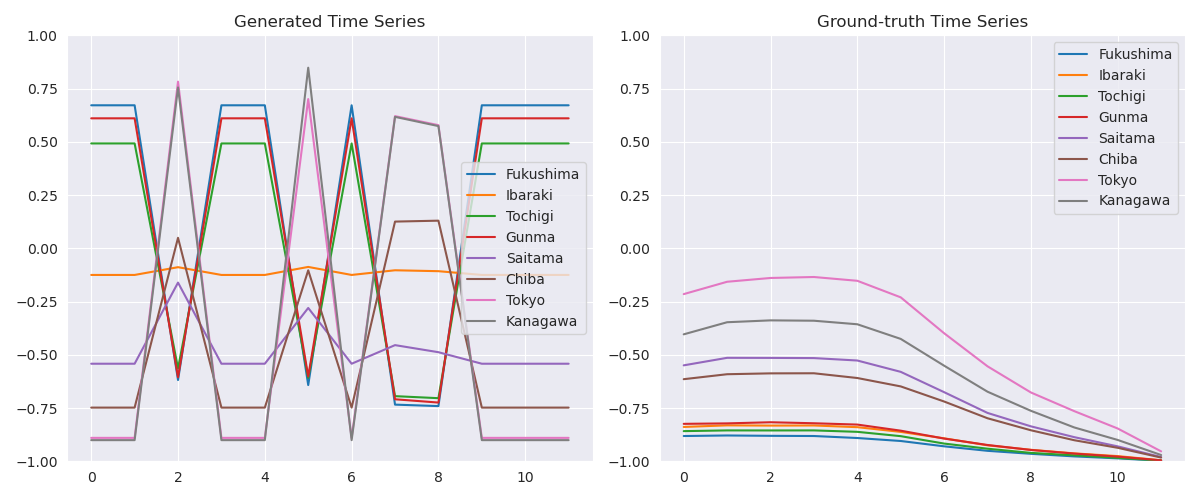 Generated Time Series
1.00
0.75
0.50
0.25
0.00
−0.25
−0.50
−0.75
−1.00
0 2 4 6 8 10
Fukushima
Ibaraki
Tochigi
Gunma
Saitama
Chiba
Tokyo
Kanagawa
Ground-truth Time Series
1.00
0.75
0.50
0.25
0.00
−0.25
−0.50
−0.75
−1.00
0 2 4 6 8 10
Fukushima
Ibaraki
Tochigi
Gunma
Saitama
Chiba
Tokyo
Kanagawa